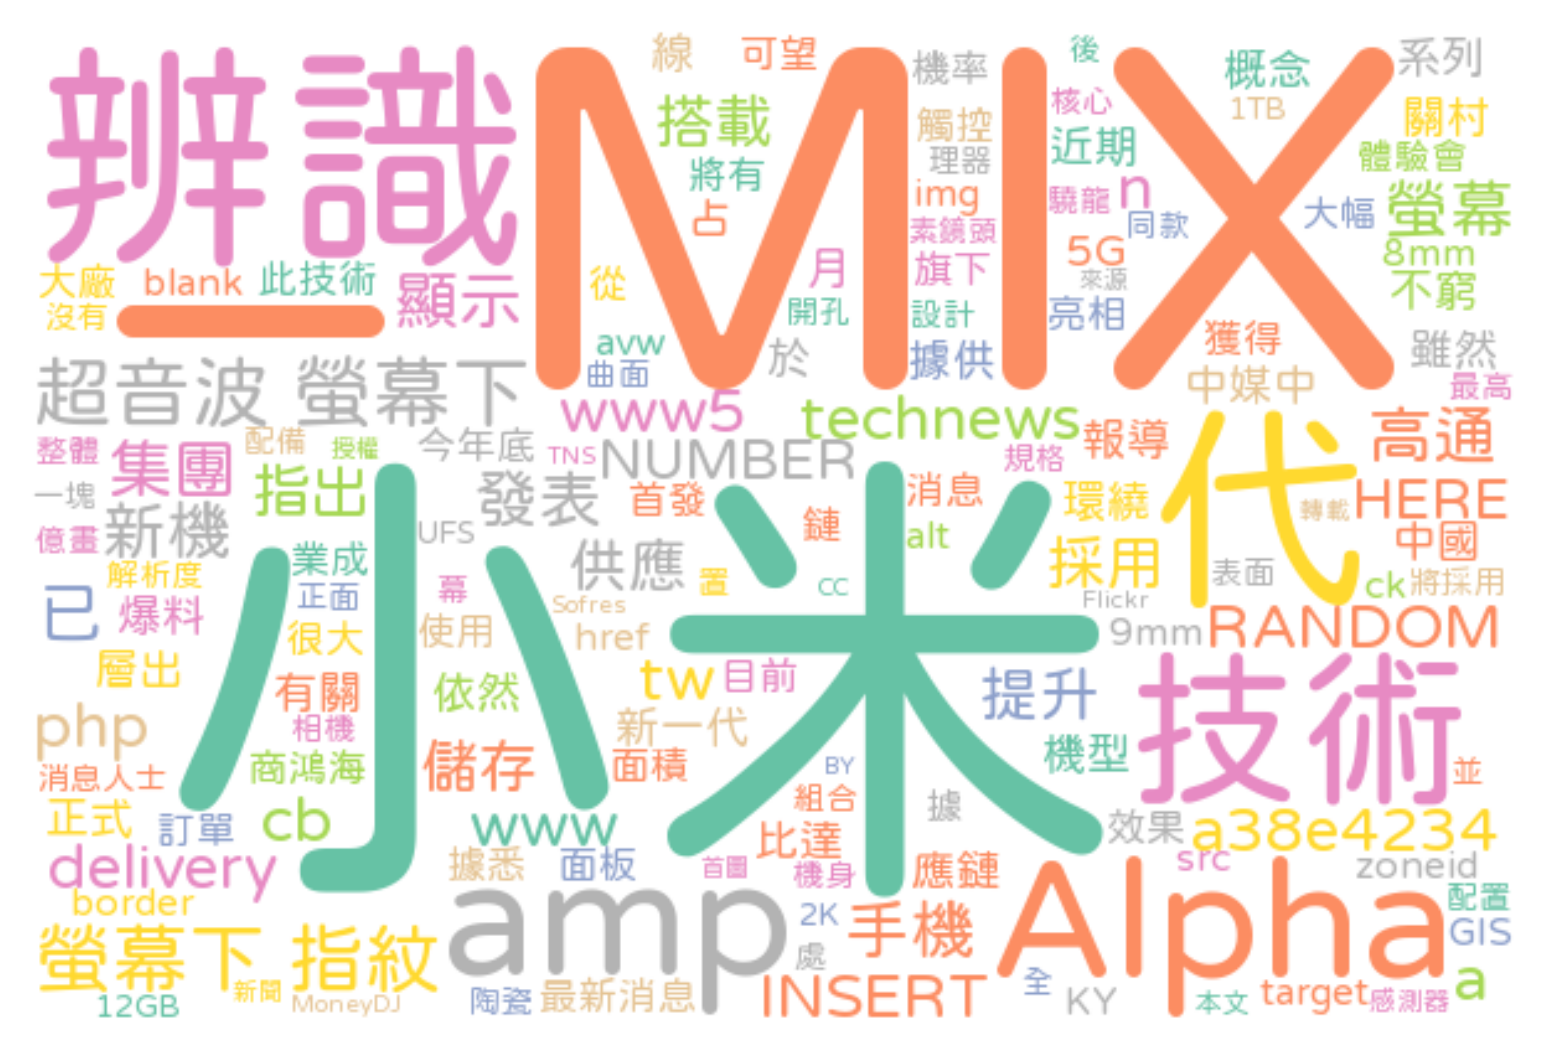 辨識
MIX
線
可望
機率
後
概念
系列
搭載
觸控
核心
1TB
關村
將有
理器
近期
體驗會
占
img
驍龍
n
同款
大幅
螢幕
素鏡頭
5G
8mm
大廠
blank
此技術
顯示
從
月
旗下
來源
不窮
沒有
一
開孔
設計
亮相
avw
於
據供
獲得
雖然
超音波 螢幕下
曲面
中媒中
最高
www5
technews
代
高通
整體
集團
配備
授權
今年底
TNS
NUMBER
規格
報導
一塊
指出
發表
首發
消息
環繞
轉載
HERE
億畫
新機
UFS
鏈
alt
中國
解析度
業成
供應
置
採用
表面
ck
將採用
已
爆料
正面
幕
Sofres
CC
Flickr
層出
很大
使用
href
9mm
RANDOM
小米
php
有關
依然
tw
目前
提升
技術
相機
新一代
消息人士
商鴻海
儲存
面積
BY
機型
並
正式
訂單
cb
www
組合
據
效果
a38e4234
delivery
據悉
面板
首圖
比達
機身
應鏈
src
zoneid
border
amp
2K
手機
Alpha
配置
GIS
螢幕下 指紋
處
12GB
新聞
MoneyDJ
陶瓷
最新消息
INSERT
全
KY
本文
target
感測器
a